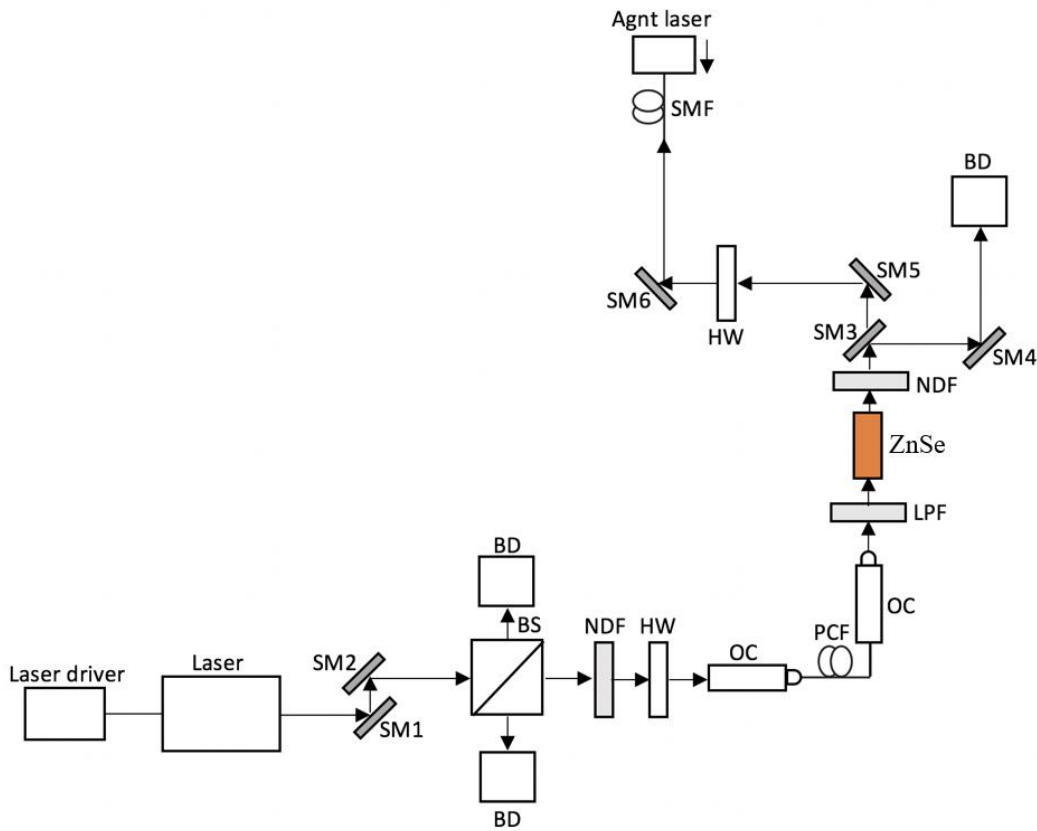 Agnt laser
SMF
BD
SM5
SM6
HW
SM3
SM4
NDF
ZnSe
LPF
BD
OC
BS
NDF
HW
PCF
OC
SM2
Laser
Laser driver
SM1
BD